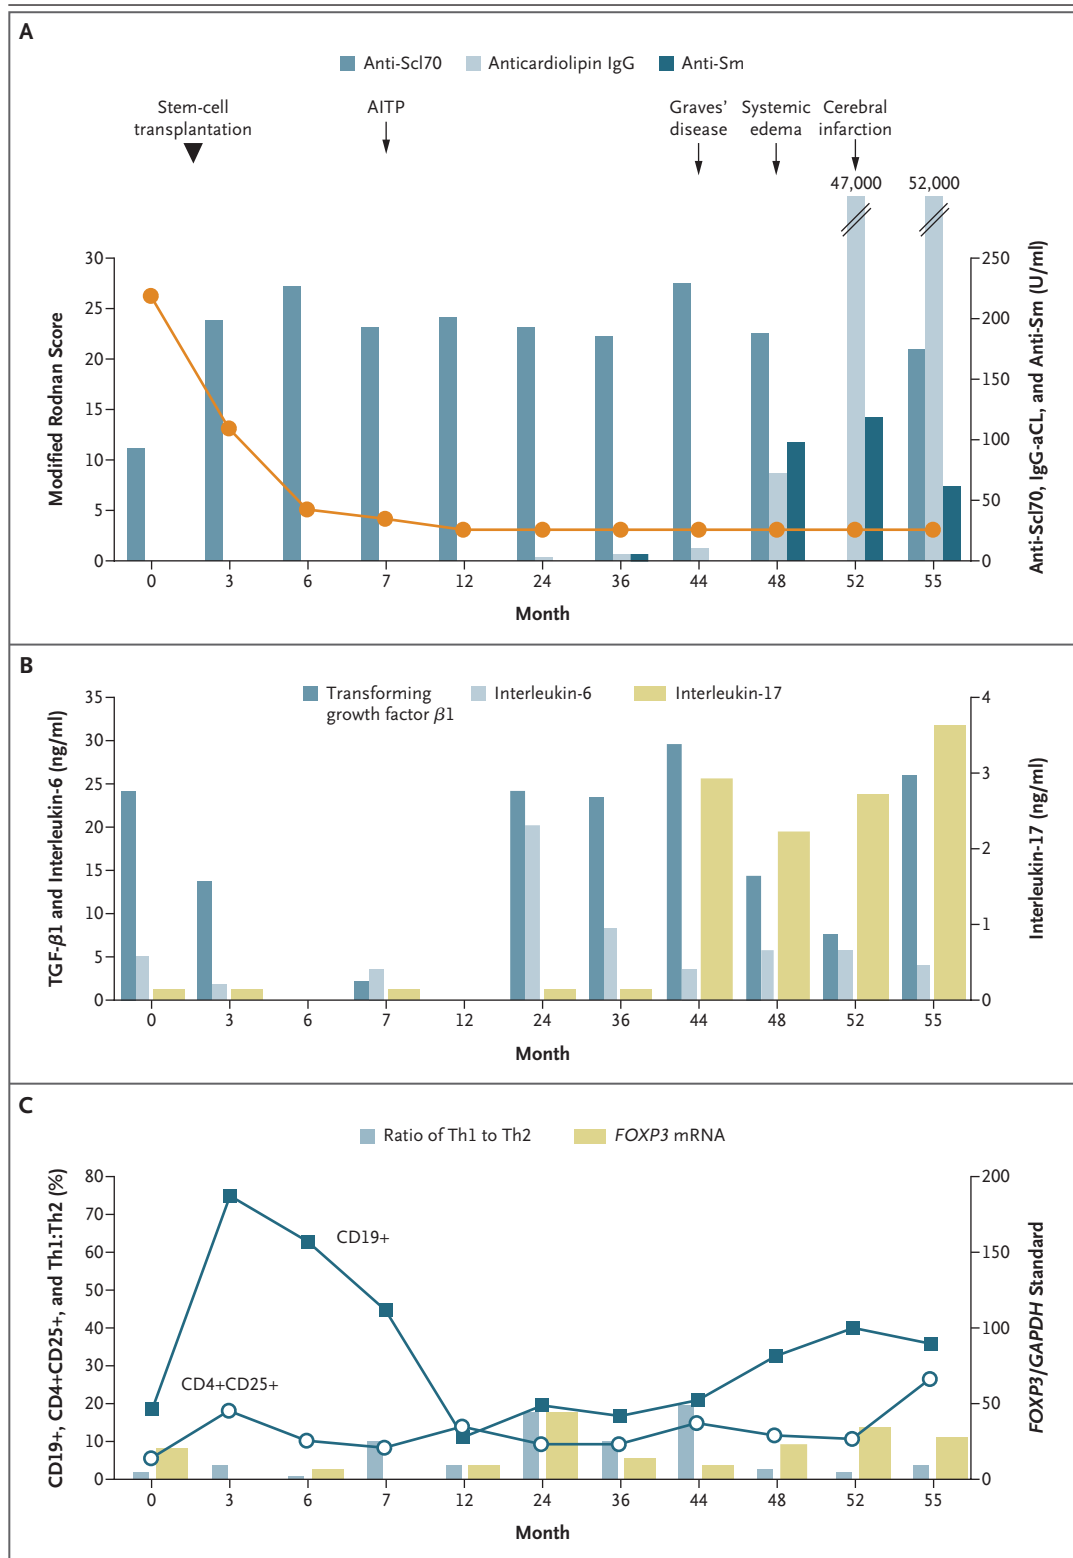 A
Anti-Scl70 Anticardiolipin IgG Anti-Sm
Stem-cell
transplantation
AITP
Graves'
disease
Systemic
edema
Cerebral
infarction
47,000 52,000
Modified Rodnan Score
30
25
20
15
10
5
0
Anti-Scl70, IgG-aCL, and Anti-Sm (U/ml)
250
200
150
100
50
0
0 3 6 7 12 24 36 44 48 52 55
Month
B
Transforming
growth factor β1
Interleukin-6
Interleukin-17
TGF-β1 and Interleukin-6 (ng/ml)
35
30
25
20
15
10
5
0
Interleukin-17 (ng/ml)
4
3
2
1
0
0 3 6 7 12 24 36 44 48 52 55
Month
C
Ratio of Th1 to Th2 FOXP3 mRNA
CD19+, CD4+CD25+, and Th1:Th2 (%)
80
70
60
50
40
30
20
10
0
CD19+
CD4+CD25+
FOXP3/GAPDH Standard
200
150
100
50
0
0 3 6 7 12 24 36 44 48 52 55
Month